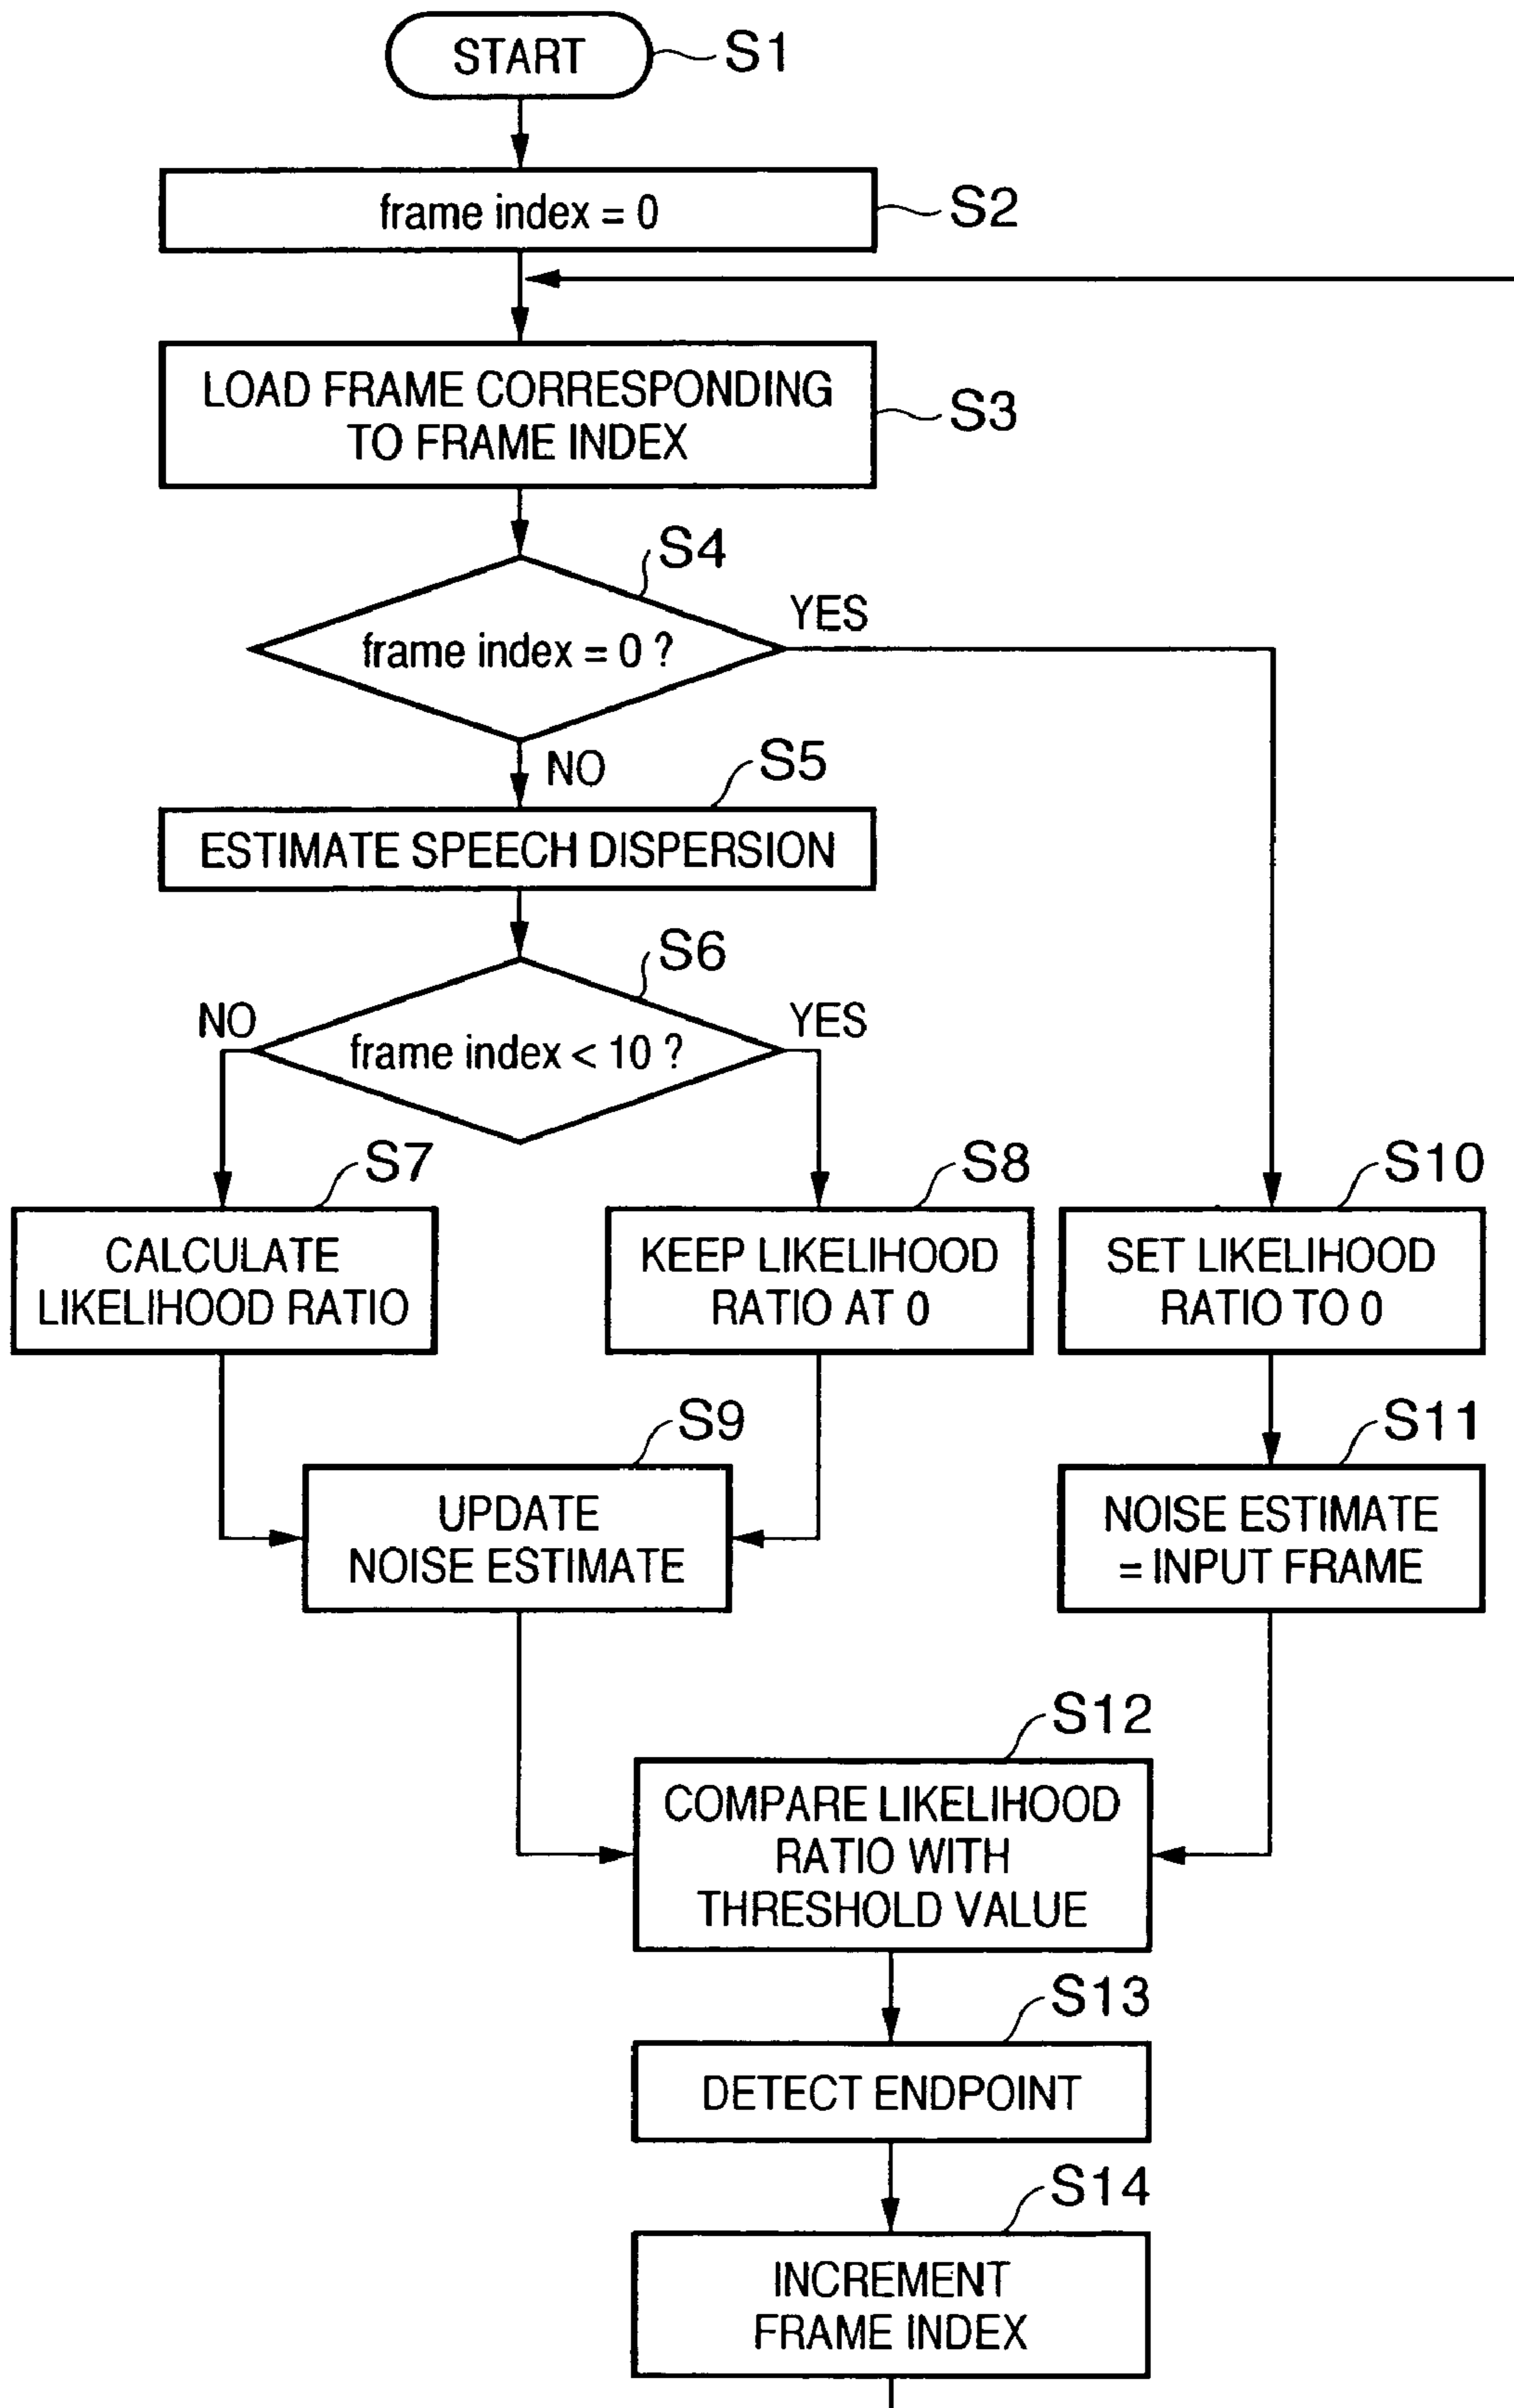 START
S1
frame index = 0
S2
LOAD FRAME CORRESPONDING
TO FRAME INDEX
S3
S4
frame index = 0 ?
YES
NO
S5
ESTIMATE SPEECH DISPERSION
S6
frame index < 10 ?
NO
YES
S7
CALCULATE
LIKELIHOOD RATIO
S8
KEEP LIKELIHOOD
RATIO AT 0
S10
SET LIKELIHOOD
RATIO TO 0
S9
UPDATE
NOISE ESTIMATE
S11
NOISE ESTIMATE
= INPUT FRAME
S12
COMPARE LIKELIHOOD
RATIO WITH
THRESHOLD VALUE
S13
DETECT ENDPOINT
S14
INCREMENT
FRAME INDEX